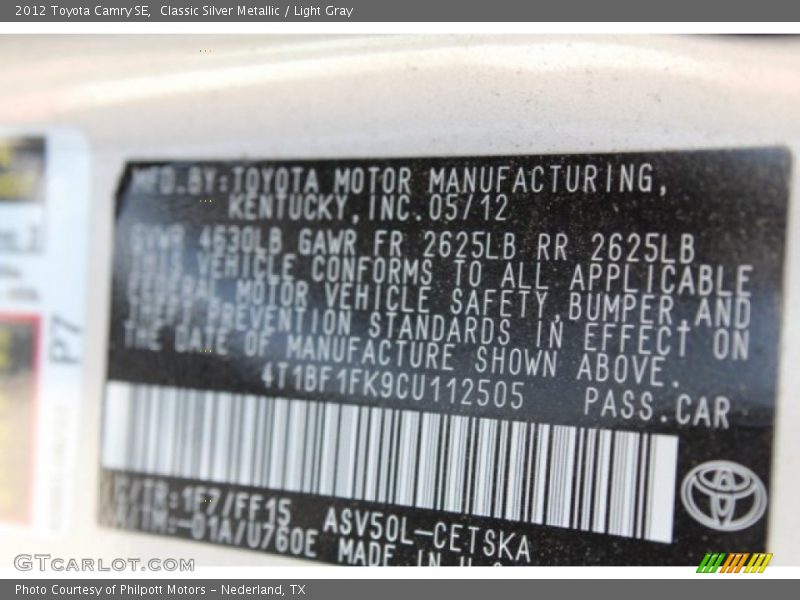 2012 Toyota Camry SE,  Classic Silver Metallic / Light Gray
MFD.BY:TOYOTA MOTOR MANUFACTURING,
KENTUCKY,INC.05/12
GVWR 4630LB GAWR FR 2625LB RR 2625LB
THIS VEHICLE CONFORMS TO ALL APPLICABLE
FEDERAL MOTOR VEHICLE SAFETY,BUMPER AND
THEFT PREVENTION STANDARDS IN EFFECT ON
THE DATE OF MANUFACTURE SHOWN ABOVE.
4T1BF1FK9CU112505 PASS.CAR
C/TR:1F7/FF15 ASV50L-CETSKA
A/TM:-01A/U760E MADE IN
P7
GTCARLOT.COM
Photo Courtesy of Philpott Motors - Nederland, TX